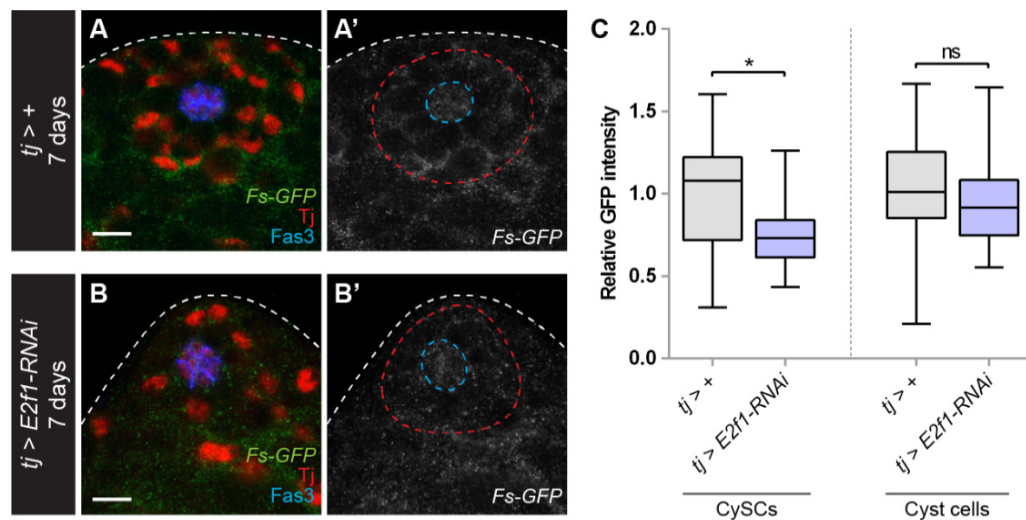 tj > +
7 days
A
Fs-GFP
Tj
Fas3
A'
Fs-GFP
tj > E2f1-RNAi
7 days
B
Fs-GFP
Tj
Fas3
B'
Fs-GFP
C
Relative GFP intensity
2.0
1.5
1.0
0.5
0.0
*
ns
tj > +
tj > E2f1-RNAi
tj > +
tj > E2f1-RNAi
CySCs
Cyst cells